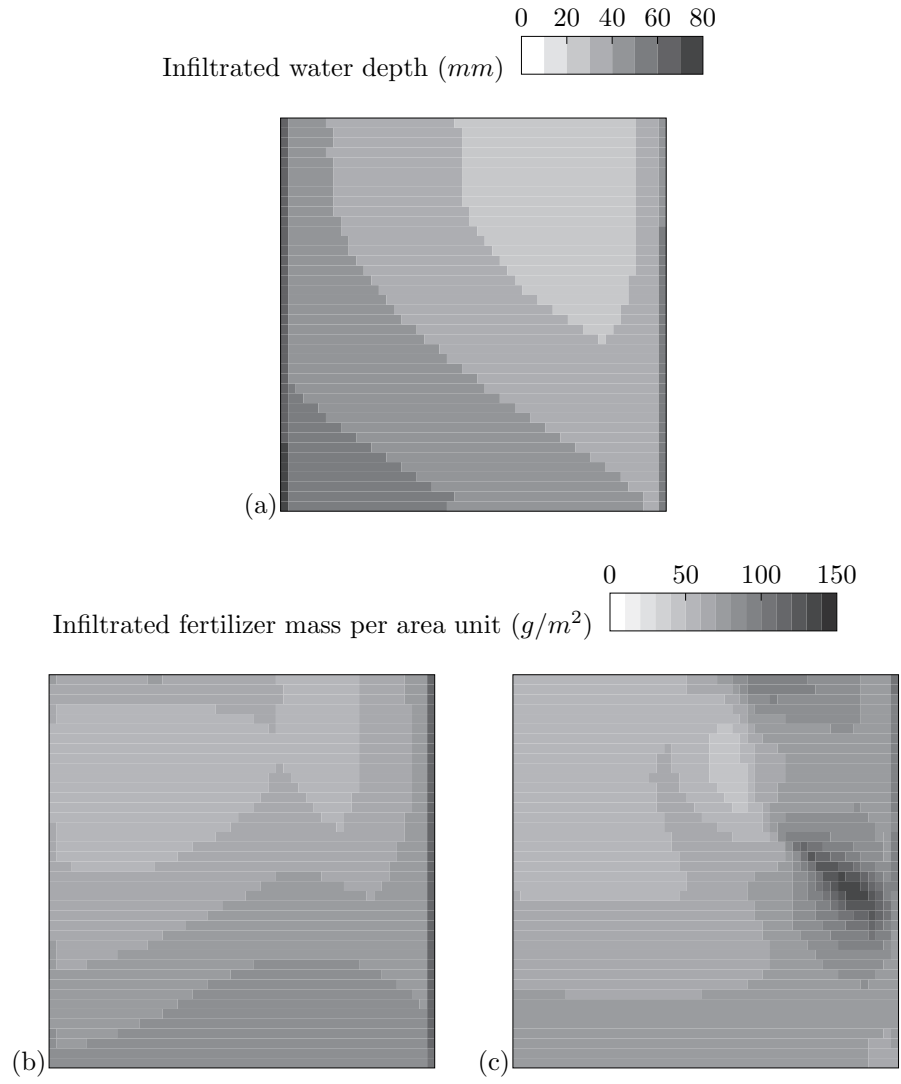 0 20 40 60 80
Infiltrated water depth (mm)
(a)
0 50 100 150
Infiltrated fertilizer mass per area unit (g/m²)
(b) (c)